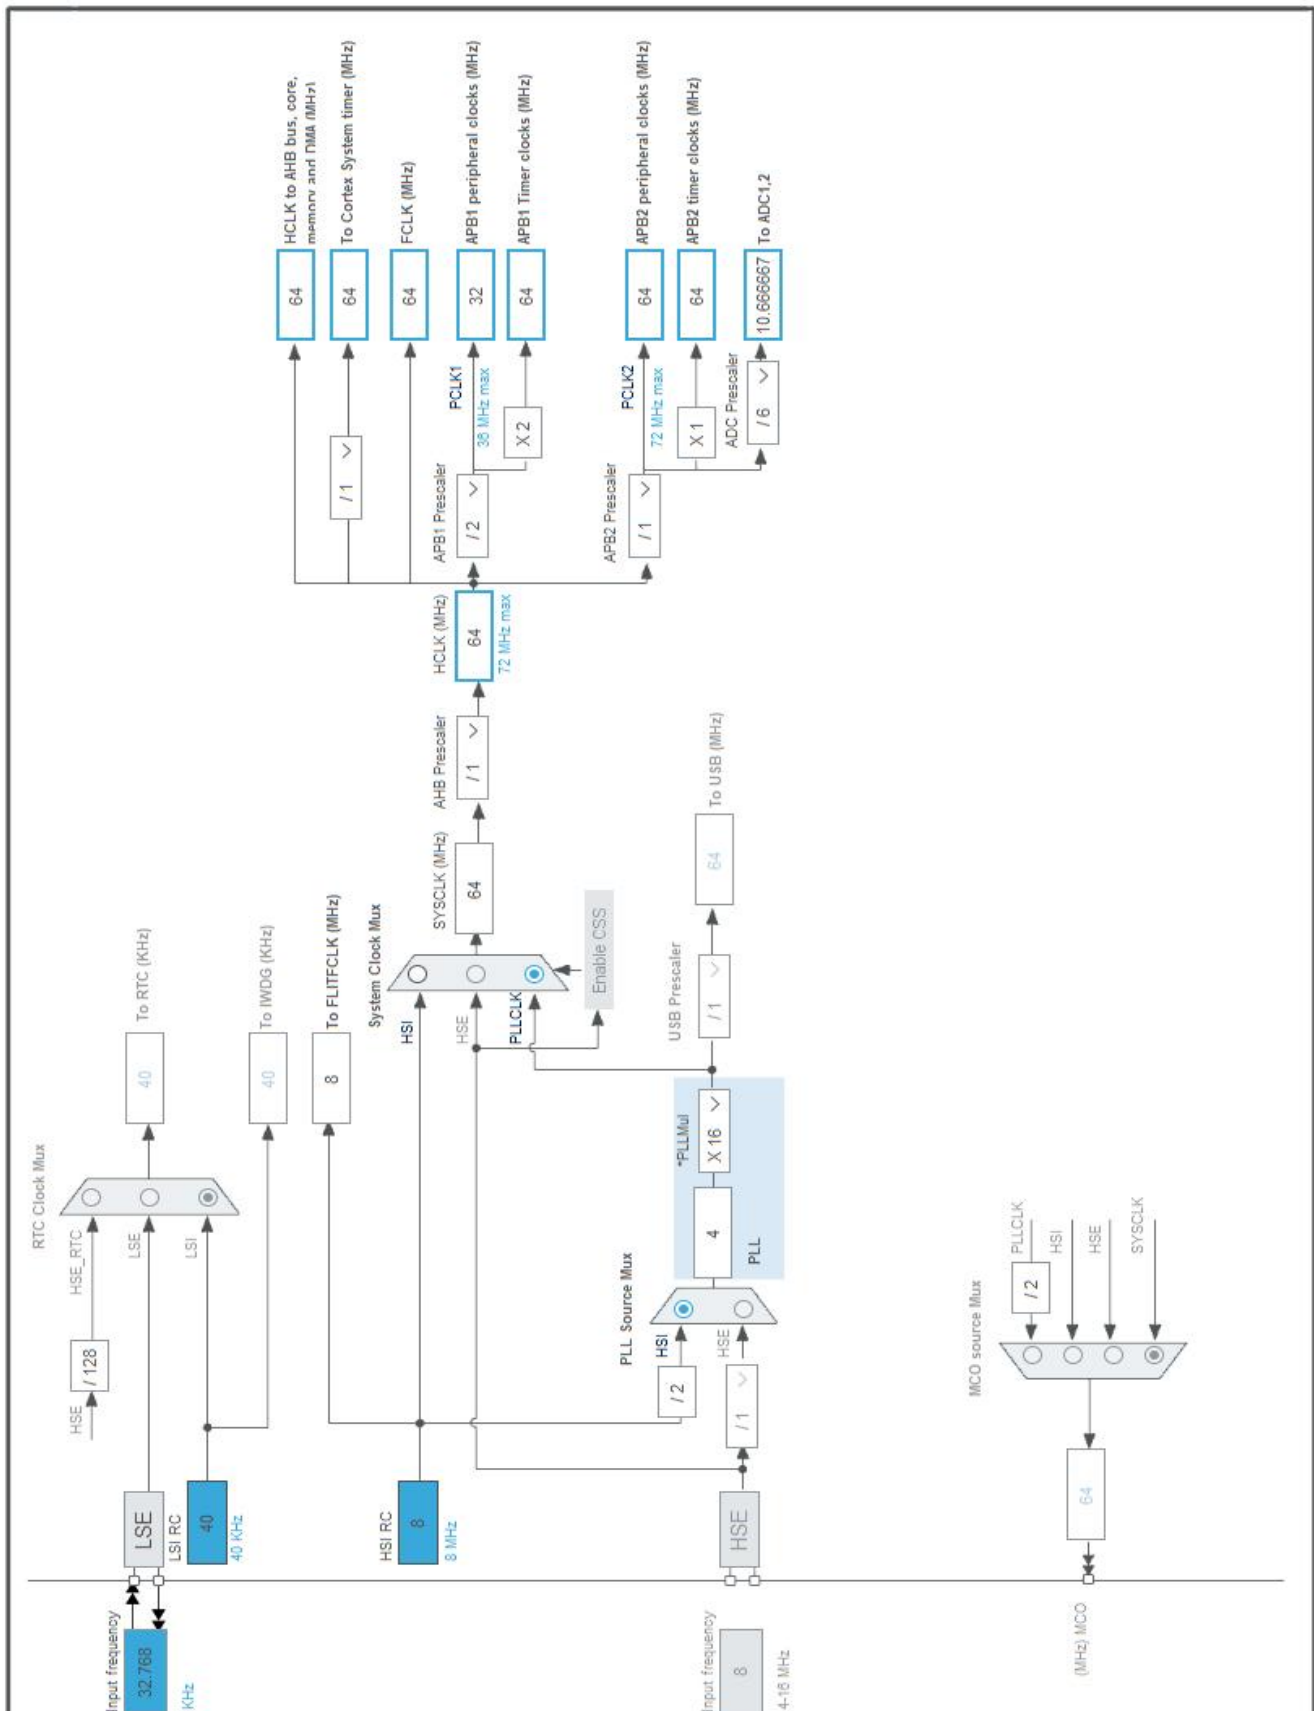 Input frequency
32.768
KHz
LSE
LSI RC
40
40 KHz
HSE
/ 128
HSE_RTC
LSE
LSI
RTC Clock Mux
40
To RTC (KHz)
40
To IWDG (KHz)
HSI RC
8
8 MHz
8
To FLITFCLK (MHz)
System Clock Mux
HSI
HSE
PLLCLK
Enable CSS
SYSCLK (MHz)
64
AHB Prescaler
/ 1
HCLK (MHz)
64
72 MHz max
/ 1
64
HCLK to AHB bus, core,
memory and DMA (MHz)
64
To Cortex System timer (MHz)
64
FCLK (MHz)
APB1 Prescaler
/ 2
PCLK1
36 MHz max
32
APB1 peripheral clocks (MHz)
X 2
64
APB1 Timer clocks (MHz)
APB2 Prescaler
/ 1
PCLK2
72 MHz max
64
APB2 peripheral clocks (MHz)
X 1
64
APB2 timer clocks (MHz)
ADC Prescaler
/ 6
10.666667
To ADC1,2
Input frequency
8
4-16 MHz
HSE
PLL Source Mux
/ 2
HSI
/ 1
HSE
4
*PLLMul
X 16
PLL
USB Prescaler
/ 1
64
To USB (MHz)
MCO source Mux
/ 2
PLLCLK
HSI
HSE
SYSCLK
64
(MHz) MCO